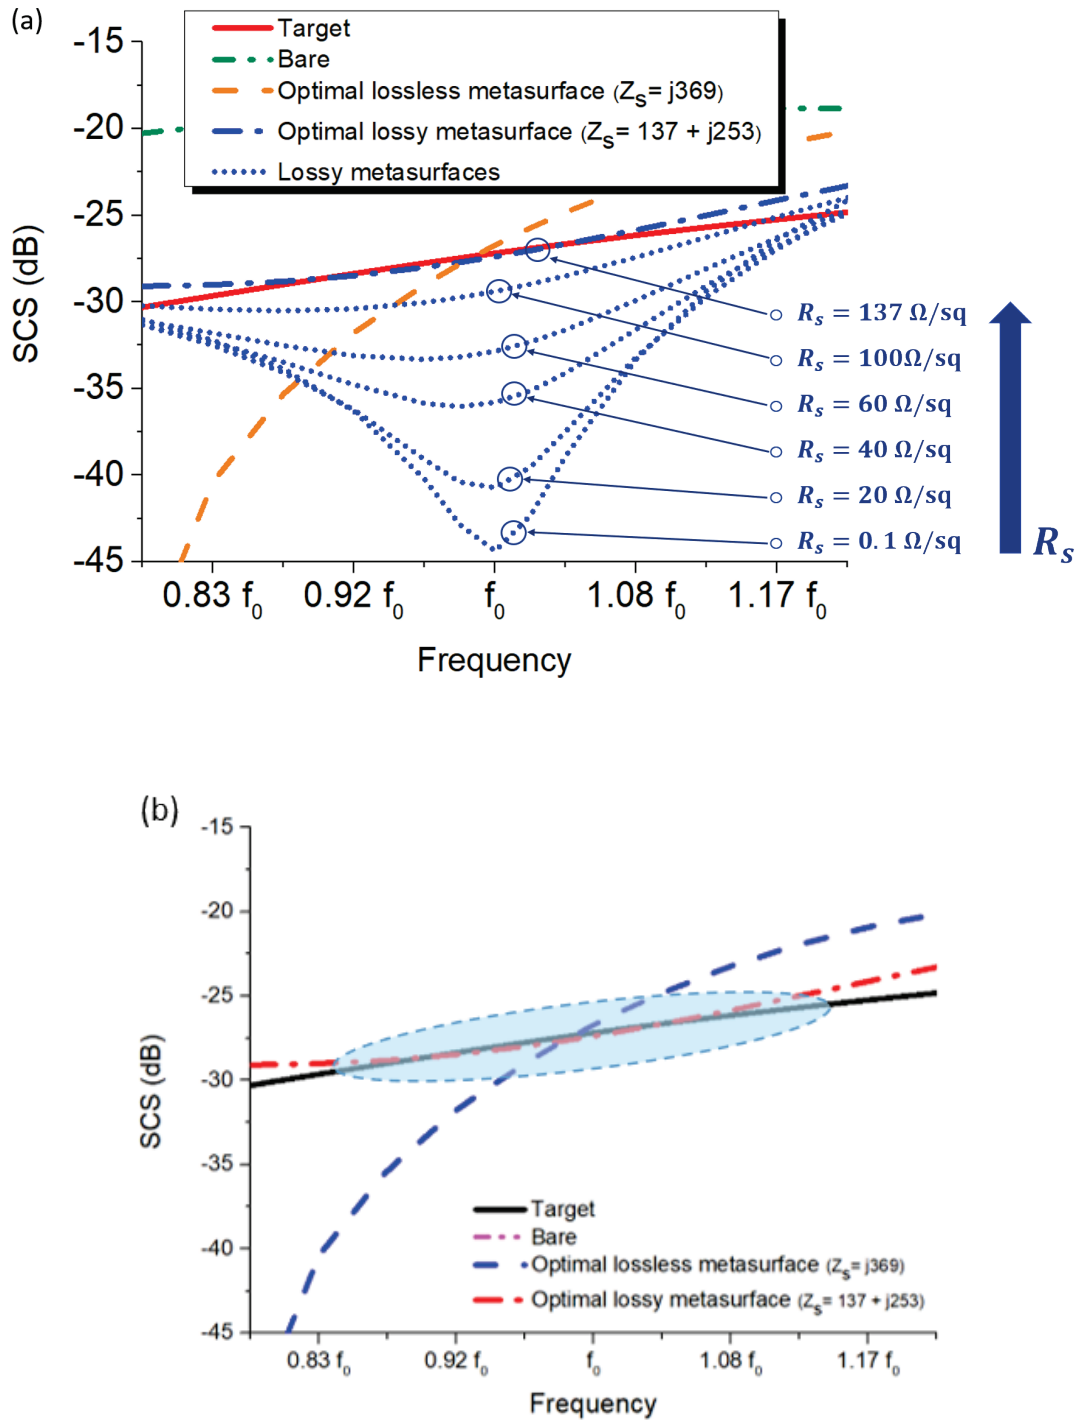 (a)
Target
Bare
Optimal lossless metasurface (Zs= j369)
Optimal lossy metasurface (Zs= 137 + j253)
Lossy metasurfaces
-15
-20
-25
-30
-35
-40
-45
SCS (dB)
Rs = 137 Ω/sq
Rs = 100Ω/sq
Rs = 60 Ω/sq
Rs = 40 Ω/sq
Rs = 20 Ω/sq
Rs = 0.1 Ω/sq
Rs
0.83 f0 0.92 f0 f0 1.08 f0 1.17 f0
Frequency
(b)
-15
-20
-25
-30
-35
-40
-45
SCS (dB)
Target
Bare
Optimal lossless metasurface (Zs= j369)
Optimal lossy metasurface (Zs= 137 + j253)
0.83 f0 0.92 f0 f0 1.08 f0 1.17 f0
Frequency